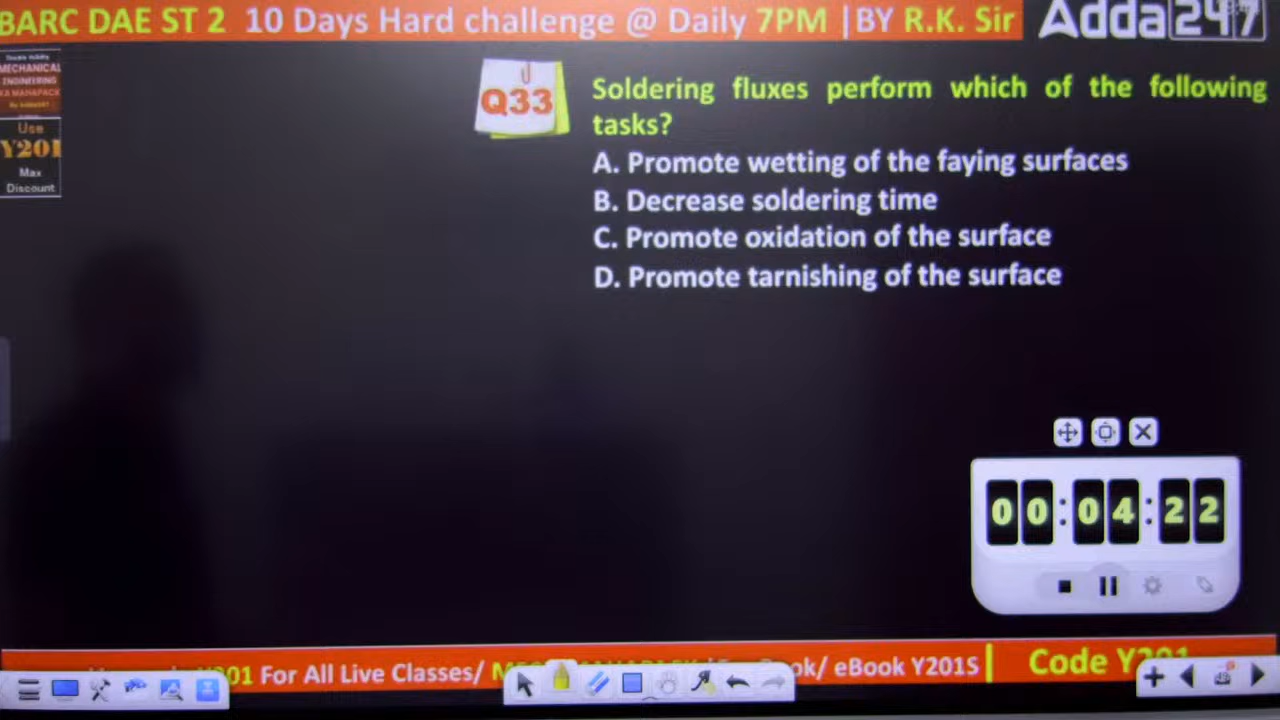 BARC DAE ST 2 10 Days Hard challenge @ Daily 7PM |BY R.K. Sir
Adda247
MECHANICAL
Use
Y201
Max
Discount
Q33
Soldering fluxes perform which of the following
tasks?
A. Promote wetting of the faying surfaces
B. Decrease soldering time
C. Promote oxidation of the surface
D. Promote tarnishing of the surface
00:04:22
For All Live Classes/
eBook Y201S
Code Y201